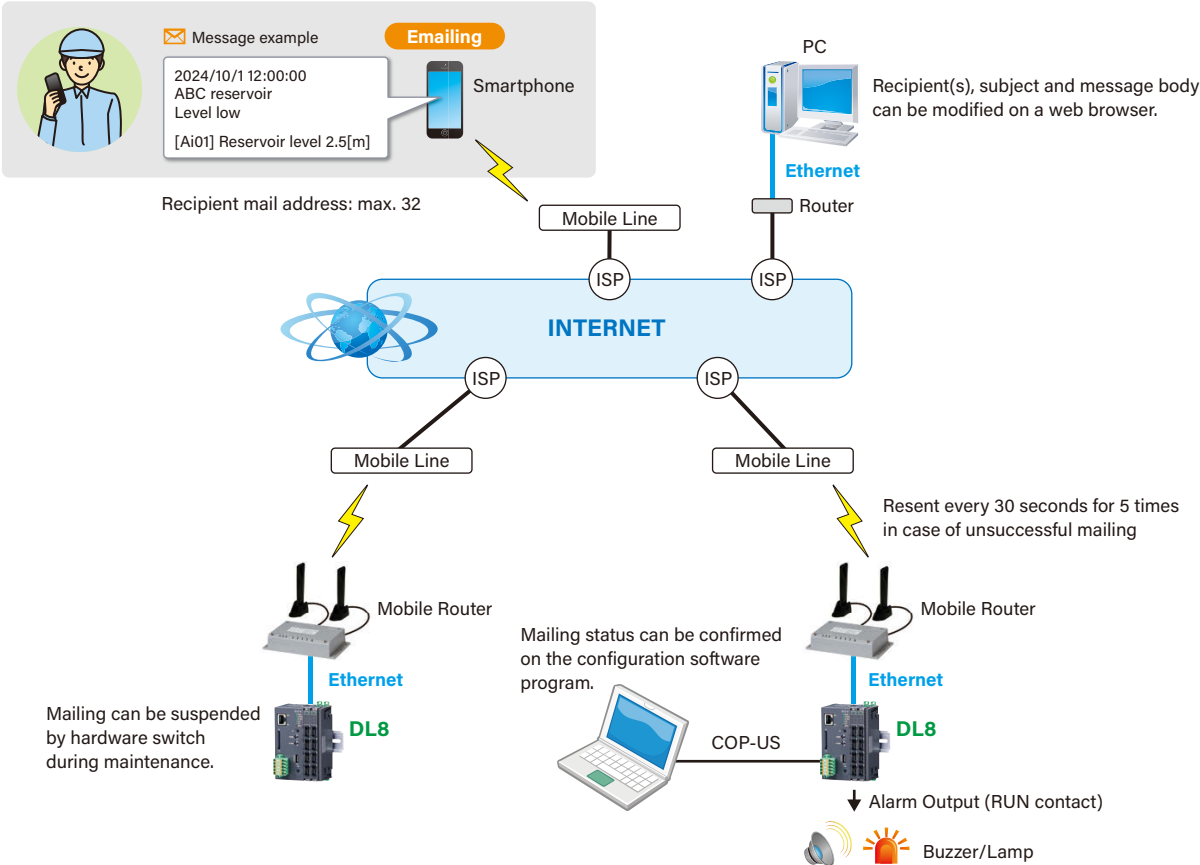 Message example
Emailing
2024/10/1 12:00:00
ABC reservoir
Level low
[Ai01] Reservoir level 2.5[m]
Smartphone
PC
Recipient(s), subject and message body
can be modified on a web browser.
Ethernet
Router
Recipient mail address: max. 32
Mobile Line
ISP
ISP
INTERNET
ISP
ISP
Mobile Line
Mobile Line
Resent every 30 seconds for 5 times
in case of unsuccessful mailing
Mobile Router
Ethernet
Mailing can be suspended
by hardware switch
during maintenance.
DL8
Mailing status can be confirmed
on the configuration software
program.
COP-US
Mobile Router
Ethernet
DL8
Alarm Output (RUN contact)
Buzzer/Lamp